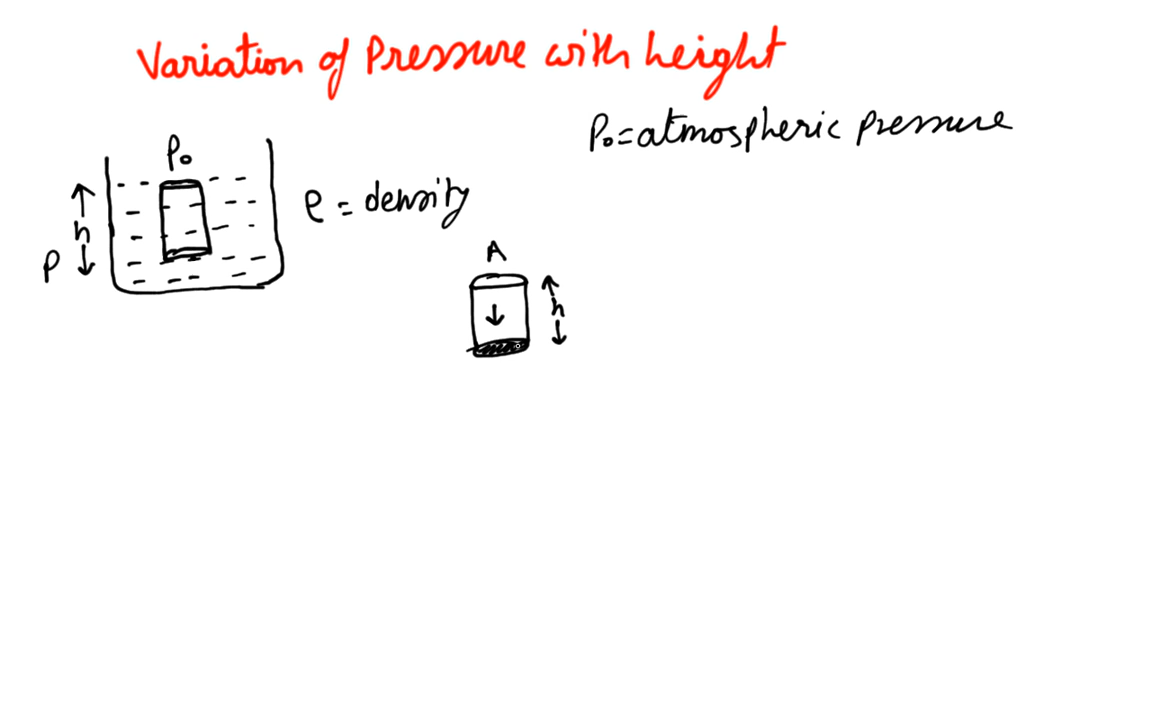 Variation of Pressure with height
P₀=atmospheric pressure
P₀
h
P
ρ = density
A
h